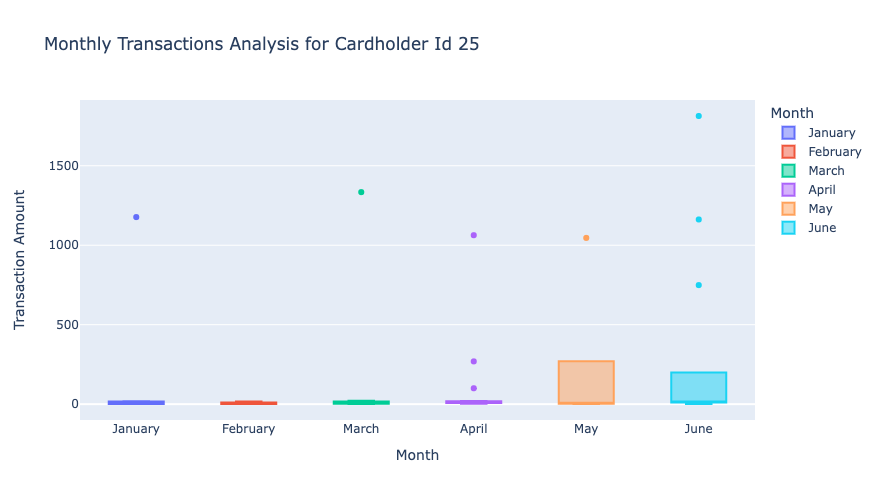 Monthly Transactions Analysis for Cardholder Id 25
Transaction Amount
1500
1000
500
0
January
February
March
April
May
June
Month
Month
January
February
March
April
May
June